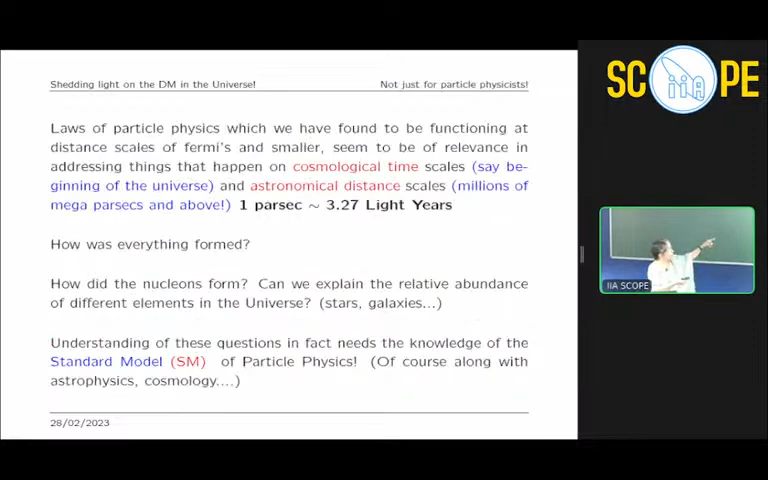 Shedding light on the DM in the Universe! Not just for particle physicists!
Laws of particle physics which we have found to be functioning at
distance scales of fermi's and smaller, seem to be of relevance in
addressing things that happen on cosmological time scales (say be-
ginning of the universe) and astronomical distance scales (millions of
mega parsecs and above!) 1 parsec ∼ 3.27 Light Years
How was everything formed?
How did the nucleons form? Can we explain the relative abundance
of different elements in the Universe? (stars, galaxies...)
Understanding of these questions in fact needs the knowledge of the
Standard Model (SM) of Particle Physics! (Of course along with
astrophysics, cosmology....)
28/02/2023
SC iiA PE
IIA SCOPE